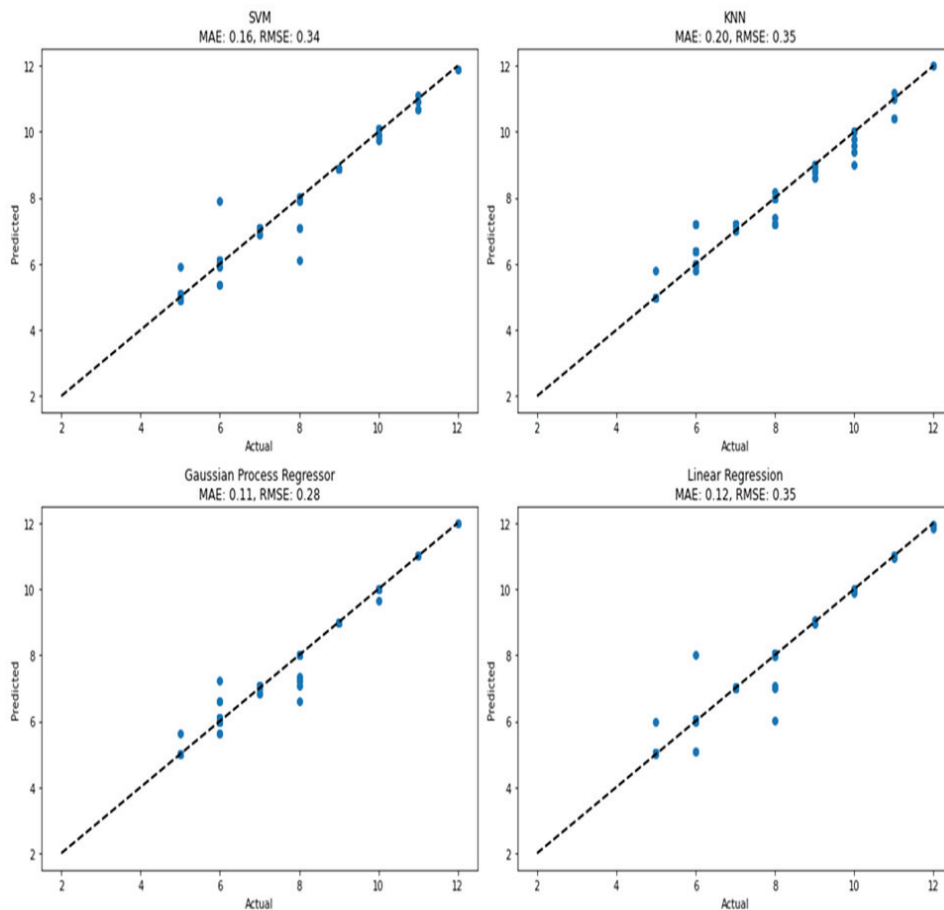 SVM
MAE: 0.16, RMSE: 0.34
12
10
8
6
4
2
Predicted
2 4 6 8 10 12
Actual
KNN
MAE: 0.20, RMSE: 0.35
12
10
8
6
4
2
Predicted
2 4 6 8 10 12
Actual
Gaussian Process Regressor
MAE: 0.11, RMSE: 0.28
12
10
8
6
4
2
Predicted
2 4 6 8 10 12
Actual
Linear Regression
MAE: 0.12, RMSE: 0.35
12
10
8
6
4
2
Predicted
2 4 6 8 10 12
Actual